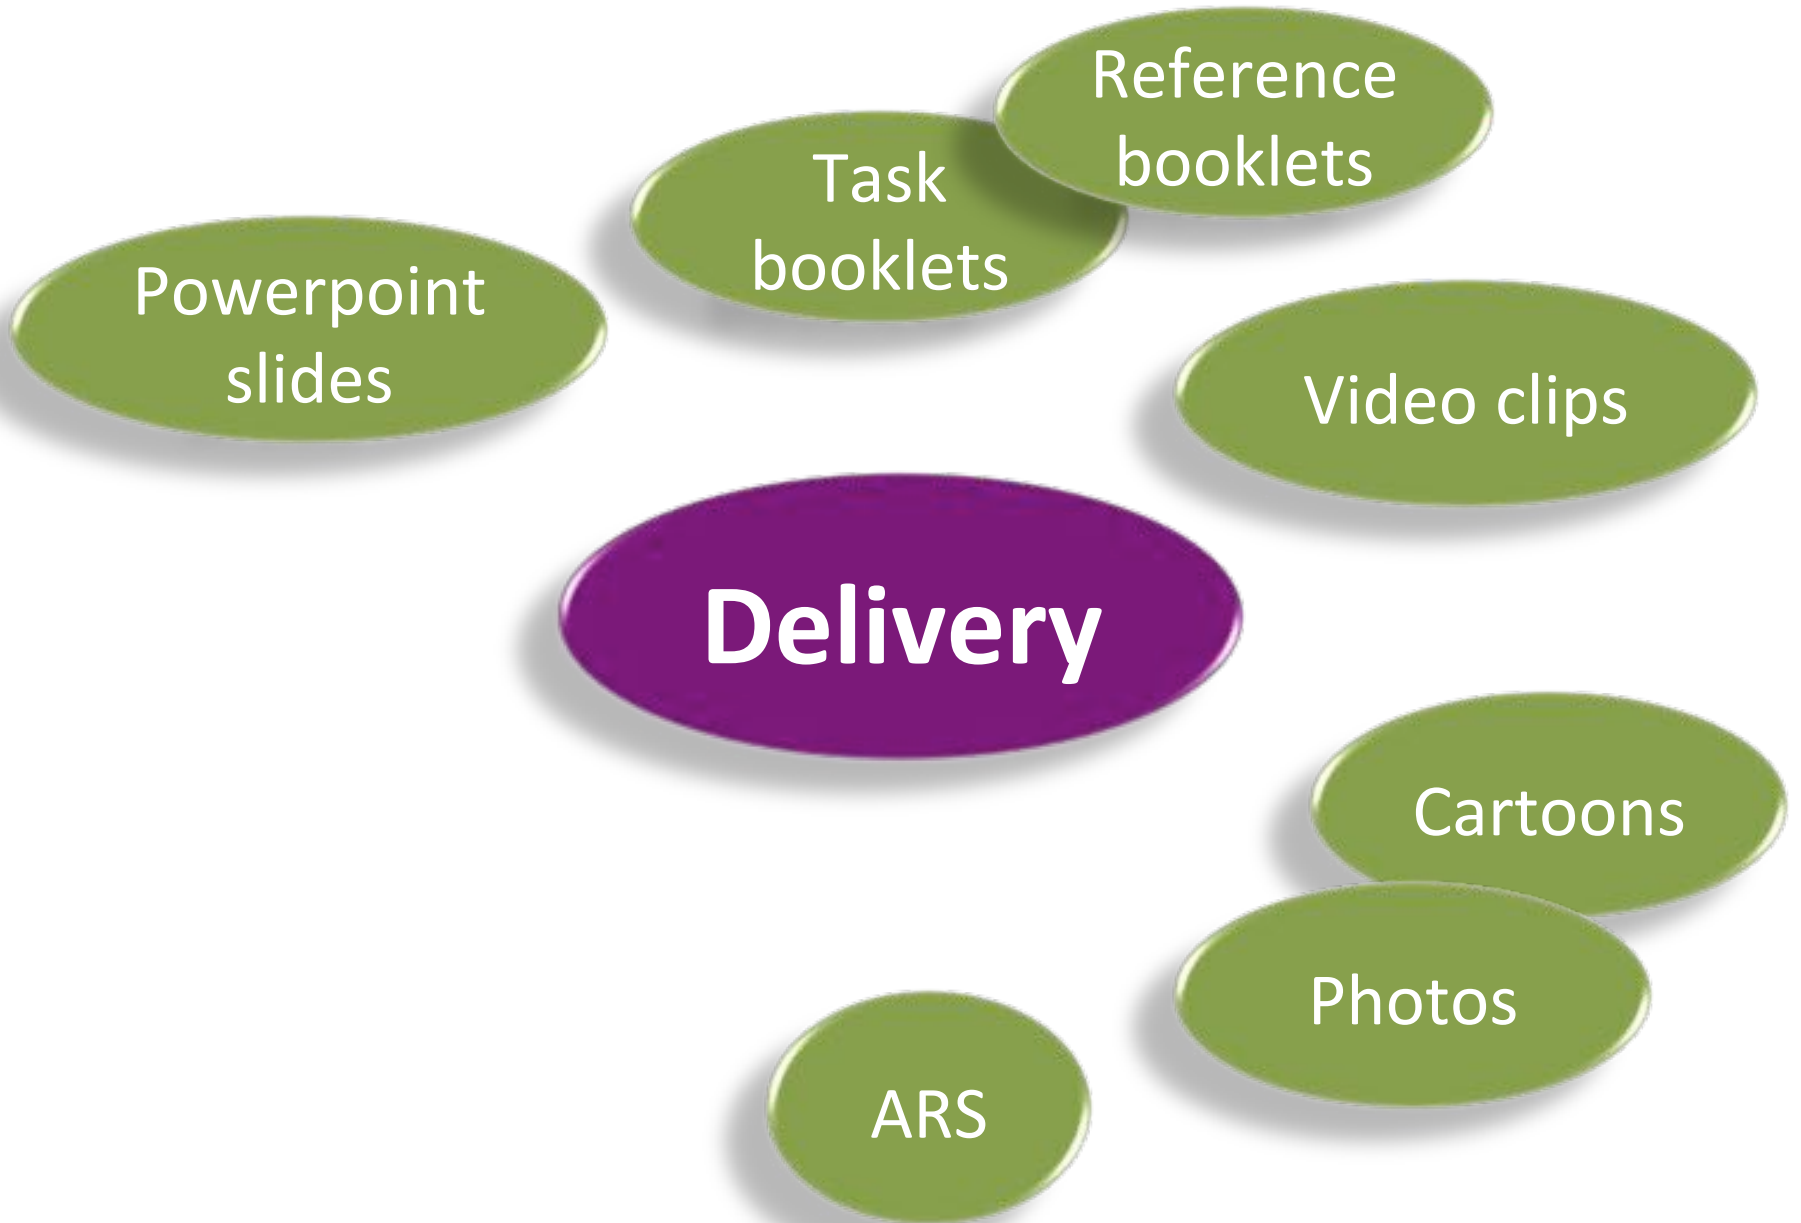 Reference
booklets
Task
booklets
Powerpoint
slides
Video clips
Delivery
Cartoons
Photos
ARS